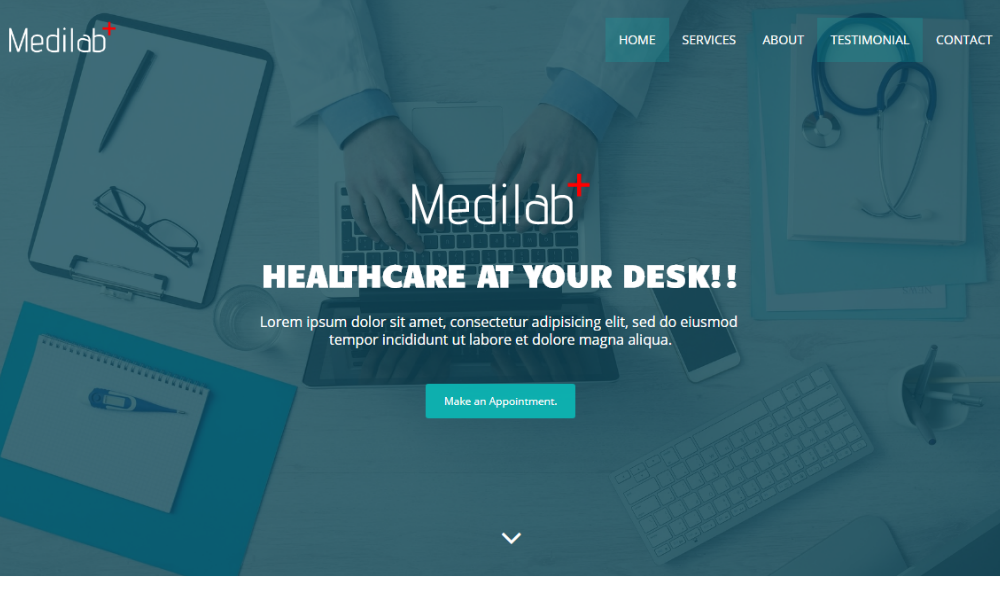 Medilab+
HOME SERVICES ABOUT TESTIMONIAL CONTACT
Medilab+
HEALTHCARE AT YOUR DESK!!
Lorem ipsum dolor sit amet, consectetur adipisicing elit, sed do eiusmod
tempor incididunt ut labore et dolore magna aliqua.
Make an Appointment.